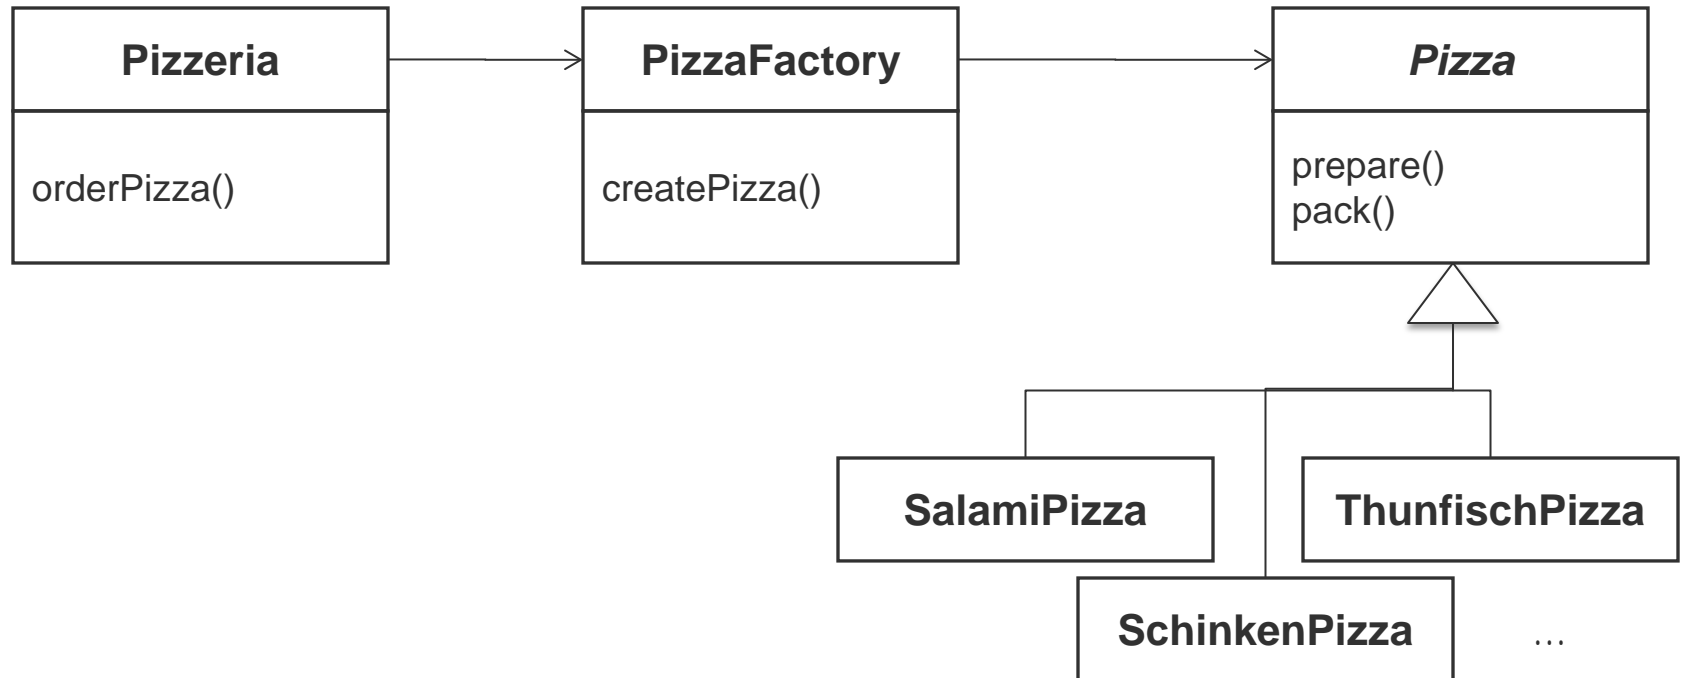 Pizzeria
orderPizza()
PizzaFactory
createPizza()
Pizza
prepare()
pack()
SalamiPizza
ThunfischPizza
SchinkenPizza
...